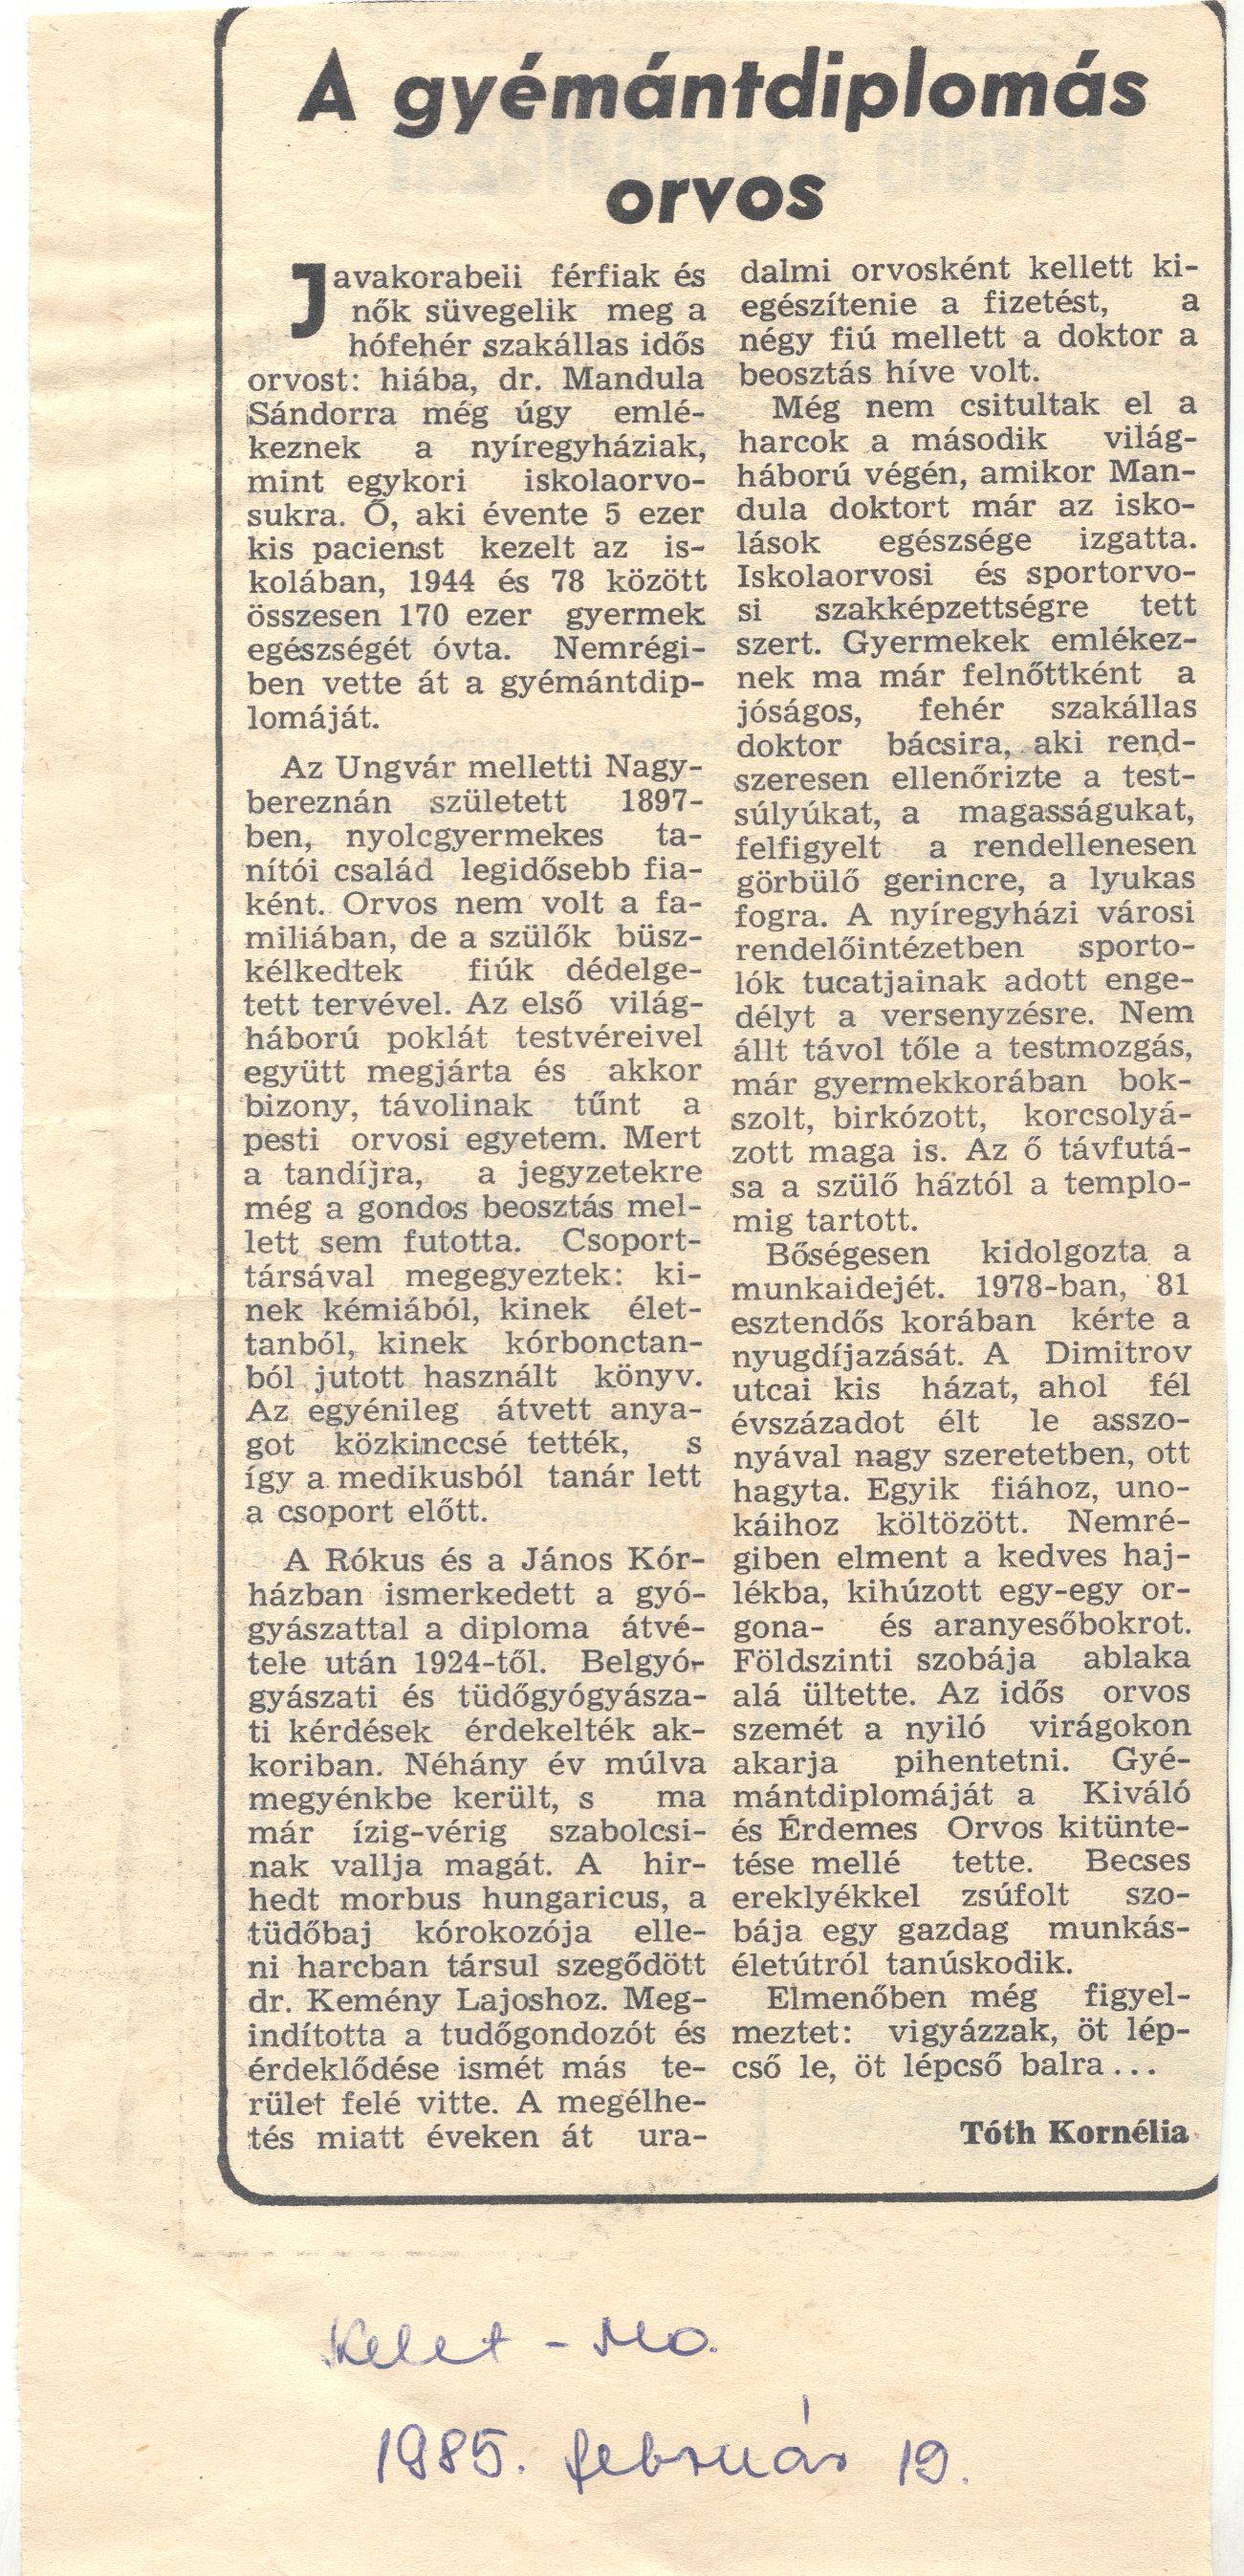 A gyémántdiplomás
orvos
Javakorabeli férfiak és
nők süvegelik meg a
hófehér szakállas idős
orvost: hiába, dr. Mandula
Sándorra még úgy emlé-
keznek a nyíregyháziak,
mint egykori iskolaorvo-
sukra. Ő, aki évente 5 ezer
kis pacienst kezelt az is-
kolában, 1944 és 78 között
összesen 170 ezer gyermek
egészségét óvta. Nemrégi-
ben vette át a gyémántdip-
lomáját.
Az Ungvár melletti Nagy-
bereznán született 1897-
ben, nyolcgyermekes ta-
nítói család legidősebb fia-
ként. Orvos nem volt a fa-
miliában, de a szülők büsz-
kélkedtek fiúk dédelge-
tett tervével. Az első világ-
háború poklát testvéreivel
együtt megjárta és akkor
bizony, távolinak tűnt a
pesti orvosi egyetem. Mert
a tandíjra, a jegyzetekre
még a gondos beosztás mel-
lett sem futotta. Csoport-
társával megegyeztek: ki-
nek kémiából, kinek élet-
tanból, kinek kórbonctan-
ból jutott használt könyv.
Az egyénileg átvett anya-
got közkinccsé tették, s
így a medikusból tanár lett
a csoport előtt.
A Rókus és a János Kór-
házban ismerkedett a gyó-
gyászattal a diploma átvé-
tele után 1924-től. Belgyó-
gyászati és tüdőgyógyásza-
ti kérdések érdekelték ak-
koriban. Néhány év múlva
megyénkbe került, s ma
már ízig-vérig szabolcsi-
nak vallja magát. A hir-
hedt morbus hungaricus, a
tüdőbaj kórokozója elle-
ni harcban társul szegődött
dr. Kemény Lajoshoz. Meg-
indította a tudőgondozót és
érdeklődése ismét más te-
rület felé vitte. A megélhe-
tés miatt éveken át ura-
dalmi orvosként kellett ki-
egészítenie a fizetést, a
négy fiú mellett a doktor a
beosztás híve volt.
Még nem csitultak el a
harcok a második világ-
háború végén, amikor Man-
dula doktort már az isko-
lások egészsége izgatta.
Iskolaorvosi és sportorvo-
si szakképzettségre tett
szert. Gyermekek emlékez-
nek ma már felnőttként a
jóságos, fehér szakállas
doktor bácsira, aki rend-
szeresen ellenőrizte a test-
súlyúkat, a magasságukat,
felfigyelt a rendellenesen
görbülő gerincre, a lyukas
fogra. A nyíregyházi városi
rendelőintézetben sporto-
lók tucatjainak adott enge-
délyt a versenyzésre. Nem
állt távol tőle a testmozgás,
már gyermekkorában bok-
szolt, birkózott, korcsolyá-
zott maga is. Az ő távfutá-
sa a szülő háztól a templo-
mig tartott.
Bőségesen kidolgozta a
munkaidejét. 1978-ban, 81
esztendős korában kérte a
nyugdíjazását. A Dimitrov
utcai kis házat, ahol fél
évszázadot élt le asszo-
nyával nagy szeretetben, ott
hagyta. Egyik fiához, uno-
káihoz költözött. Nemré-
giben elment a kedves haj-
lékba, kihúzott egy-egy or-
gona- és aranyesőbokrot.
Földszinti szobája ablaka
alá ültette. Az idős orvos
szemét a nyiló virágokon
akarja pihentetni. Gyé-
mántdiplomáját a Kiváló
és Érdemes Orvos kitünte-
tése mellé tette. Becses
ereklyékkel zsúfolt szo-
bája egy gazdag munkás-
életútról tanúskodik.
Elmenőben még figyel-
meztet: vigyázzak, öt lép-
cső le, öt lépcső balra...
Tóth Kornélia
Kelet - Mo.
1985. február 19.